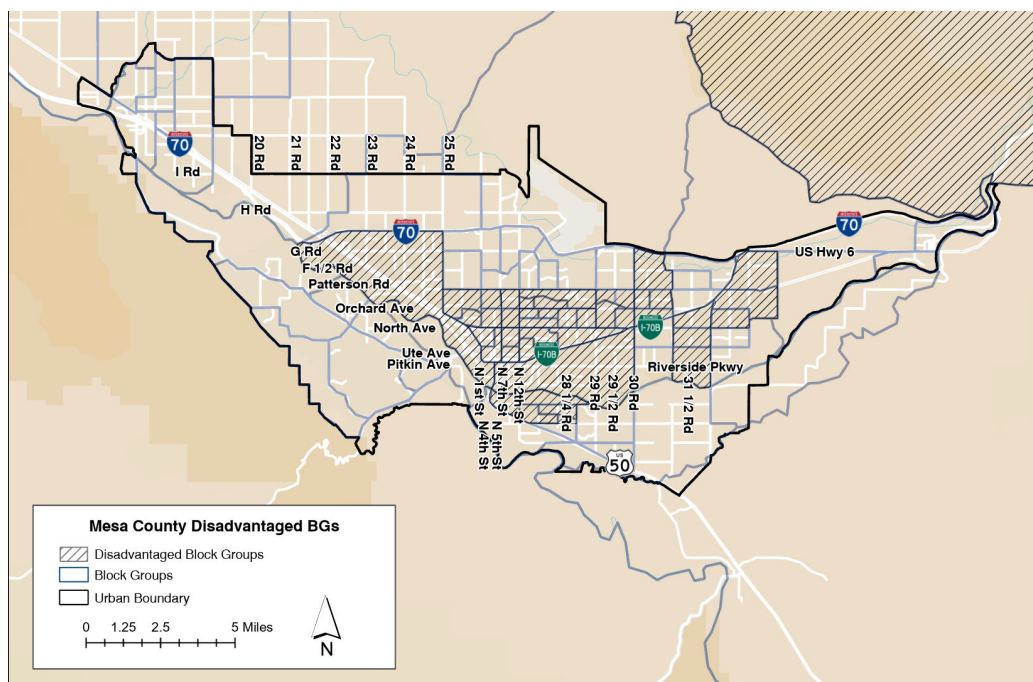 20 Rd
21 Rd
22 Rd
23 Rd
24 Rd
25 Rd
70
I Rd
H Rd
70
70
G Rd
US Hwy 6
F 1/2 Rd
Patterson Rd
Orchard Ave
North Ave
I-70B
Ute Ave
I-70B
Pitkin Ave
Riverside Pkwy
N 1st St
N 7th St
N 12th St
28 1/4 Rd
29 Rd
29 1/2 Rd
30 Rd
31 1/2 Rd
N 4th St
N 5th St
US
50
Mesa County Disadvantaged BGs
Disadvantaged Block Groups
Block Groups
Urban Boundary
0 1.25 2.5 5 Miles
N